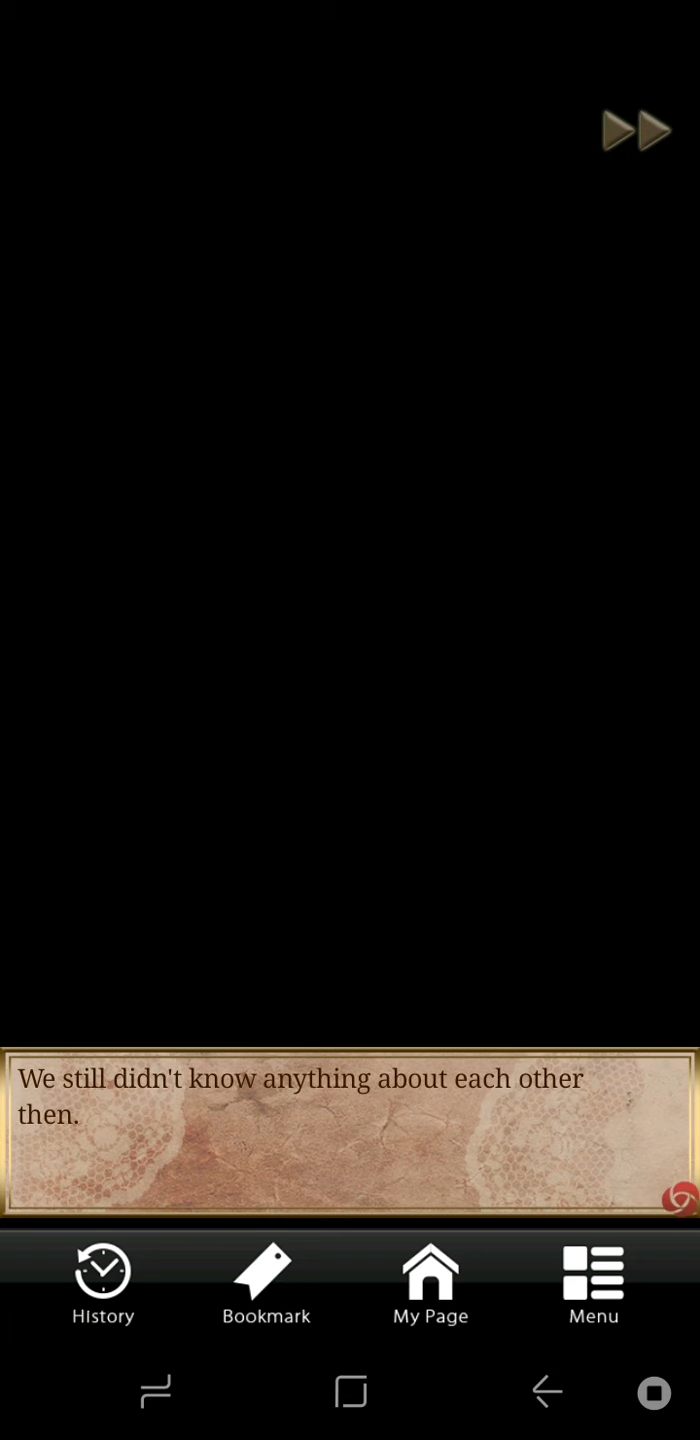 We still didn't know anything about each other
then.
History
Bookmark
My Page
Menu